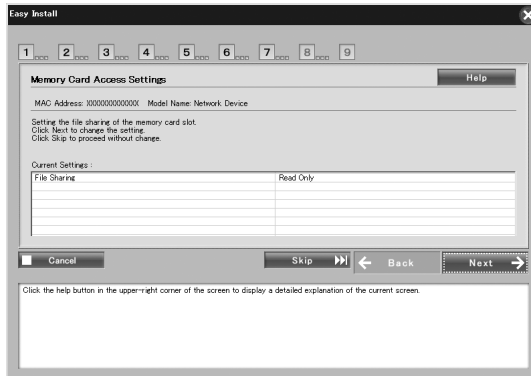 Easy Install
1 2 3 4 5 6 7 8 9
Memory Card Access Settings Help
MAC Address: XXXXXXXXXXXX Model Name: Network Device
Setting the file sharing of the memory card slot.
Click Next to change the setting.
Click Skip to proceed without change.
Current Settings :
File Sharing Read Only
Cancel Skip Back Next
Click the help button in the upper-right corner of the screen to display a detailed explanation of the current screen.